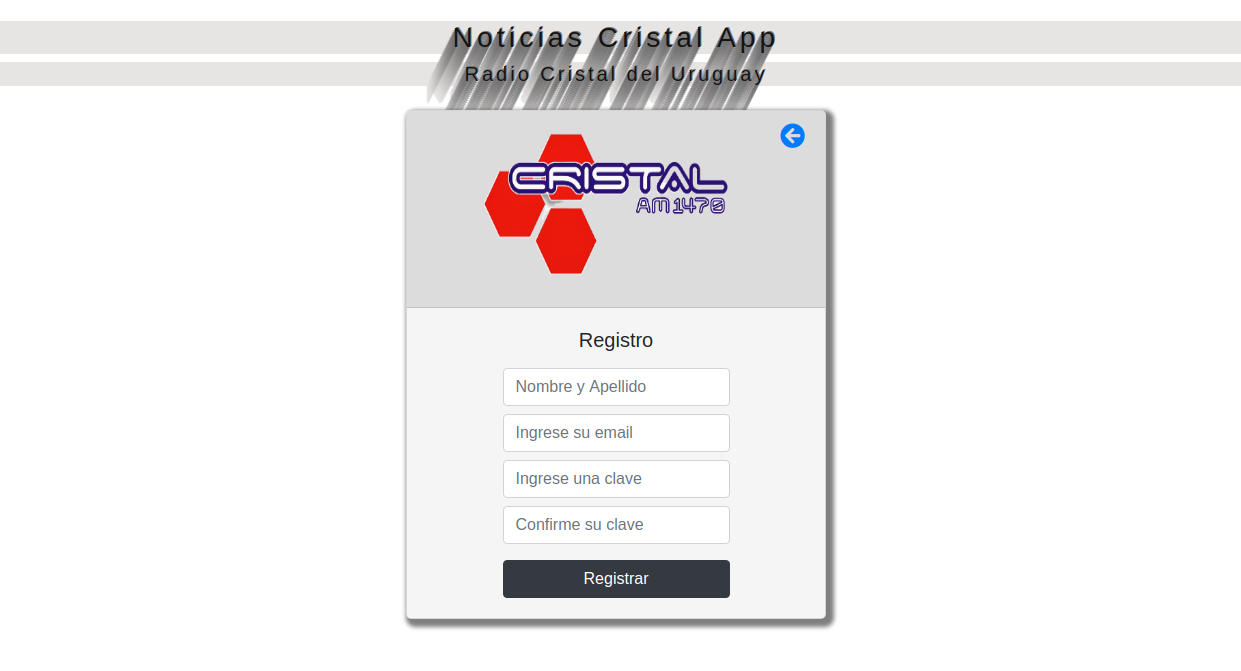 Noticias Cristal App
Radio Cristal del Uruguay
CRISTAL
AM 1470
Registro
Nombre y Apellido
Ingrese su email
Ingrese una clave
Confirme su clave
Registrar